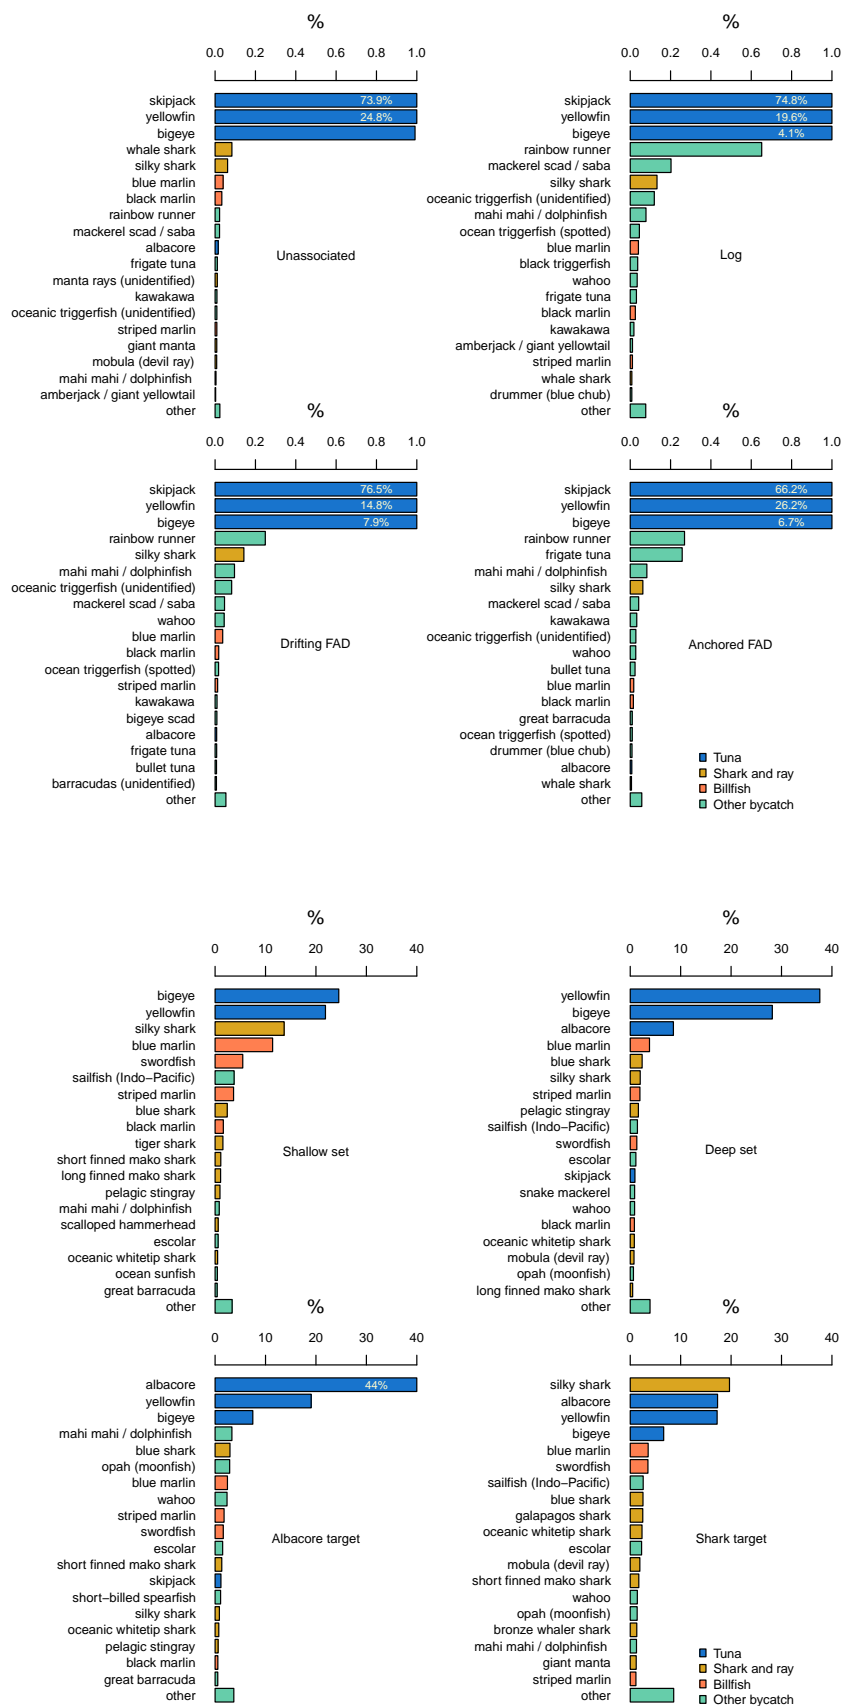 %
%
0.0 0.2 0.4 0.6 0.8 1.0
0.0 0.2 0.4 0.6 0.8 1.0
skipjack 73.9%
yellowfin 24.8%
bigeye
whale shark
silky shark
blue marlin
black marlin
rainbow runner
mackerel scad / saba
albacore
frigate tuna
manta rays (unidentified)
kawakawa
oceanic triggerfish (unidentified)
striped marlin
giant manta
mobula (devil ray)
mahi mahi / dolphinfish
amberjack / giant yellowtail
other
Unassociated
skipjack 74.8%
yellowfin 19.6%
bigeye 4.1%
rainbow runner
mackerel scad / saba
silky shark
oceanic triggerfish (unidentified)
mahi mahi / dolphinfish
ocean triggerfish (spotted)
blue marlin
black triggerfish
wahoo
frigate tuna
black marlin
kawakawa
amberjack / giant yellowtail
striped marlin
whale shark
drummer (blue chub)
other
Log
%
%
0.0 0.2 0.4 0.6 0.8 1.0
0.0 0.2 0.4 0.6 0.8 1.0
skipjack 76.5%
yellowfin 14.8%
bigeye 7.9%
rainbow runner
silky shark
mahi mahi / dolphinfish
oceanic triggerfish (unidentified)
mackerel scad / saba
wahoo
blue marlin
black marlin
ocean triggerfish (spotted)
striped marlin
kawakawa
bigeye scad
albacore
frigate tuna
bullet tuna
barracudas (unidentified)
other
Drifting FAD
skipjack 66.2%
yellowfin 26.2%
bigeye 6.7%
rainbow runner
frigate tuna
mahi mahi / dolphinfish
silky shark
mackerel scad / saba
kawakawa
oceanic triggerfish (unidentified)
wahoo
bullet tuna
blue marlin
black marlin
great barracuda
ocean triggerfish (spotted)
drummer (blue chub)
albacore
whale shark
other
Anchored FAD
Tuna
Shark and ray
Billfish
Other bycatch
%
%
0 10 20 30 40
0 10 20 30 40
bigeye
yellowfin
silky shark
blue marlin
swordfish
sailfish (Indo−Pacific)
striped marlin
blue shark
black marlin
tiger shark
short finned mako shark
long finned mako shark
pelagic stingray
mahi mahi / dolphinfish
scalloped hammerhead
escolar
oceanic whitetip shark
ocean sunfish
great barracuda
other
Shallow set
yellowfin
bigeye
albacore
blue marlin
blue shark
silky shark
striped marlin
pelagic stingray
sailfish (Indo−Pacific)
swordfish
escolar
skipjack
snake mackerel
wahoo
black marlin
oceanic whitetip shark
mobula (devil ray)
opah (moonfish)
long finned mako shark
other
Deep set
%
%
0 10 20 30 40
0 10 20 30 40
albacore 44%
yellowfin
bigeye
mahi mahi / dolphinfish
blue shark
opah (moonfish)
blue marlin
wahoo
striped marlin
swordfish
escolar
short finned mako shark
skipjack
short−billed spearfish
silky shark
oceanic whitetip shark
pelagic stingray
black marlin
great barracuda
other
Albacore target
silky shark
albacore
yellowfin
bigeye
blue marlin
swordfish
sailfish (Indo−Pacific)
blue shark
galapagos shark
oceanic whitetip shark
escolar
mobula (devil ray)
short finned mako shark
wahoo
opah (moonfish)
bronze whaler shark
mahi mahi / dolphinfish
giant manta
striped marlin
other
Shark target
Tuna
Shark and ray
Billfish
Other bycatch